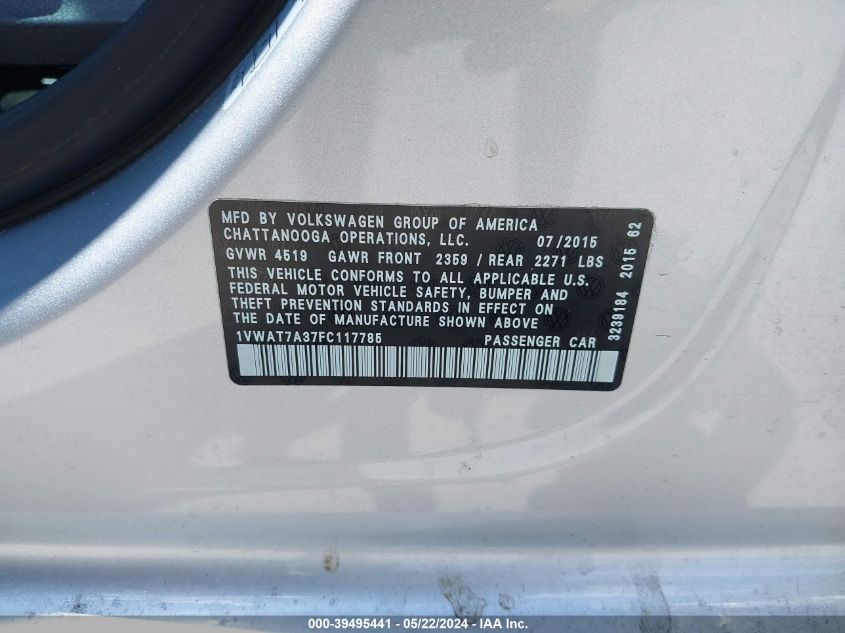 MFD BY VOLKSWAGEN GROUP OF AMERICA
CHATTANOOGA OPERATIONS, LLC. 07/2015
GVWR 4519 GAWR FRONT 2359 / REAR 2271 LBS
THIS VEHICLE CONFORMS TO ALL APPLICABLE U.S.
FEDERAL MOTOR VEHICLE SAFETY, BUMPER AND
THEFT PREVENTION STANDARDS IN EFFECT ON
THE DATE OF MANUFACTURE SHOWN ABOVE
1VWAT7A37FC117785 PASSENGER CAR
3239184 2015 62
000-39495441 - 05/22/2024 - IAA Inc.